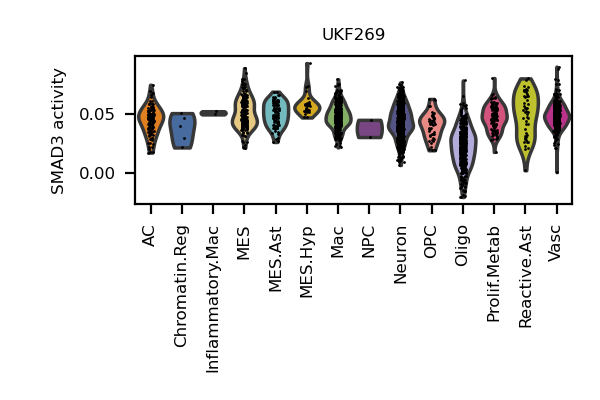 UKF269
SMAD3 activity
0.05
0.00
AC
Chromatin.Reg
Inflammatory.Mac
MES
MES.Ast
MES.Hyp
Mac
NPC
Neuron
OPC
Oligo
Prolif.Metab
Reactive.Ast
Vasc